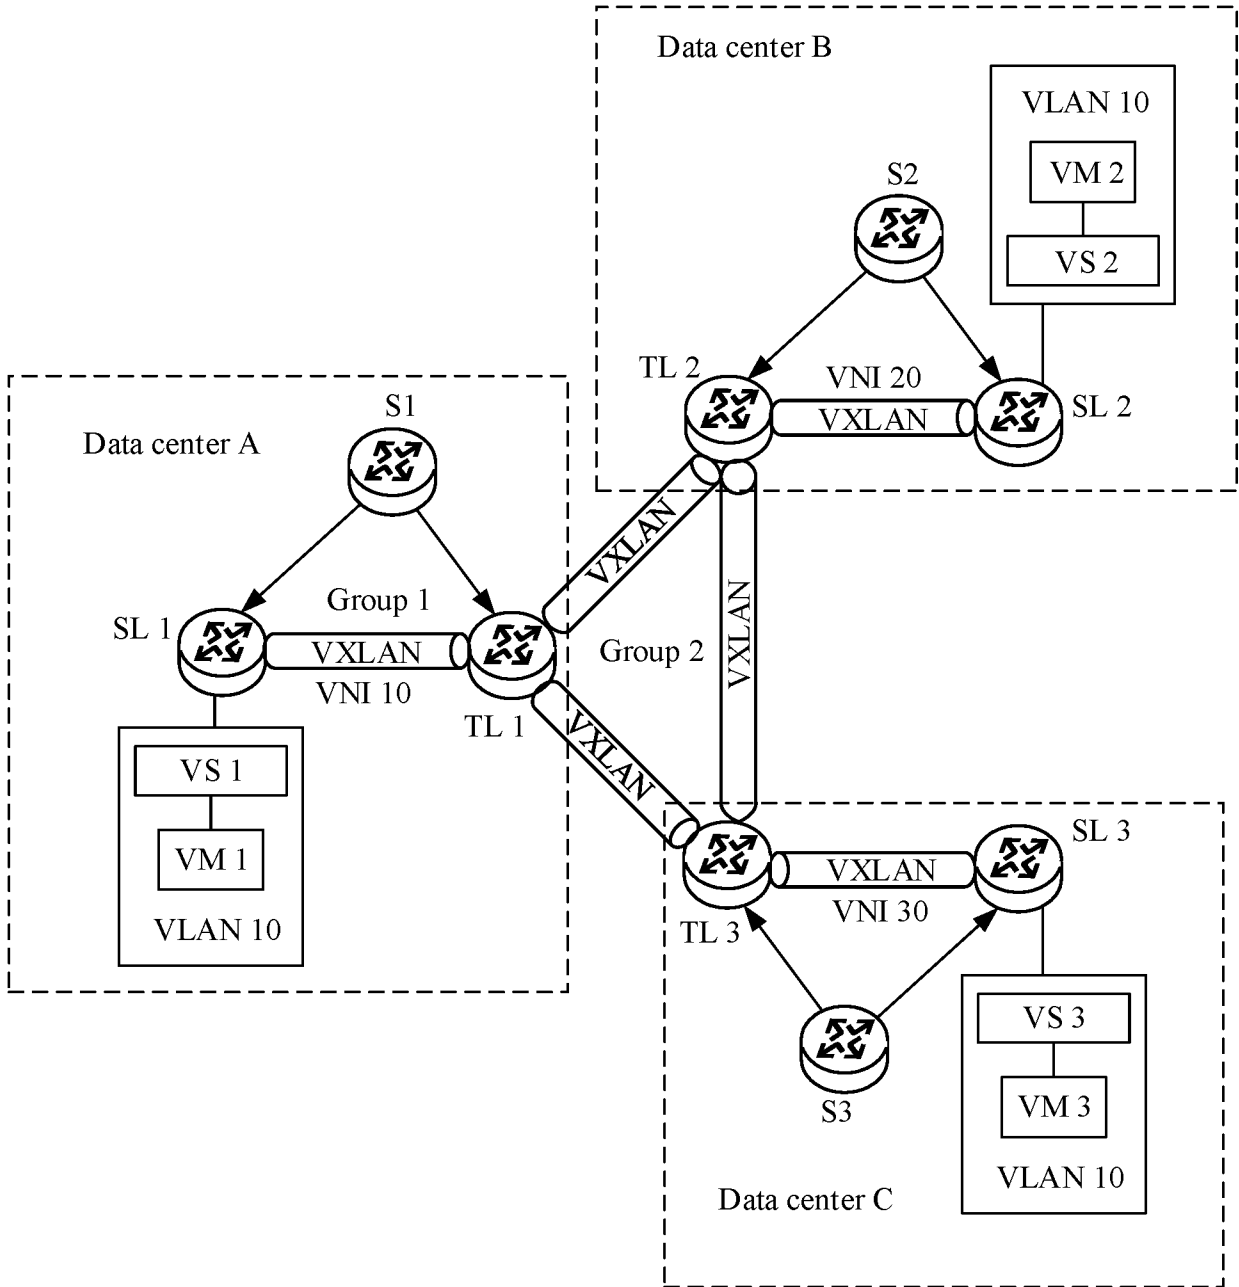 Data center B
VLAN 10
VM 2
VS 2
S2
TL 2
VNI 20
VXLAN
SL 2
Data center A
S1
Group 1
SL 1
VXLAN
VNI 10
TL 1
VS 1
VM 1
VLAN 10
VXLAN
Group 2
VXLAN
VXLAN
SL 3
VXLAN
VNI 30
TL 3
S3
VS 3
VM 3
VLAN 10
Data center C